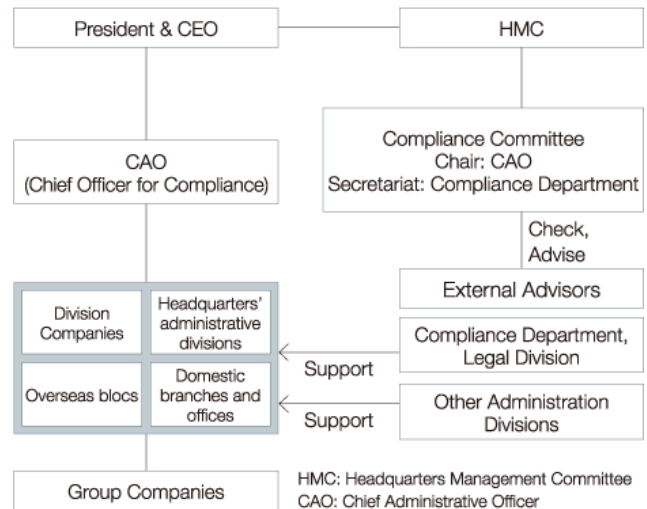 President & CEO
HMC
CAO
(Chief Officer for Compliance)
Compliance Committee
Chair: CAO
Secretariat: Compliance Department
Check,
Advise
External Advisors
Division
Companies
Headquarters'
administrative
divisions
Overseas blocs
Domestic
branches and
offices
Support
Compliance Department,
Legal Division
Support
Other Administration
Divisions
Group Companies
HMC: Headquarters Management Committee
CAO: Chief Administrative Officer